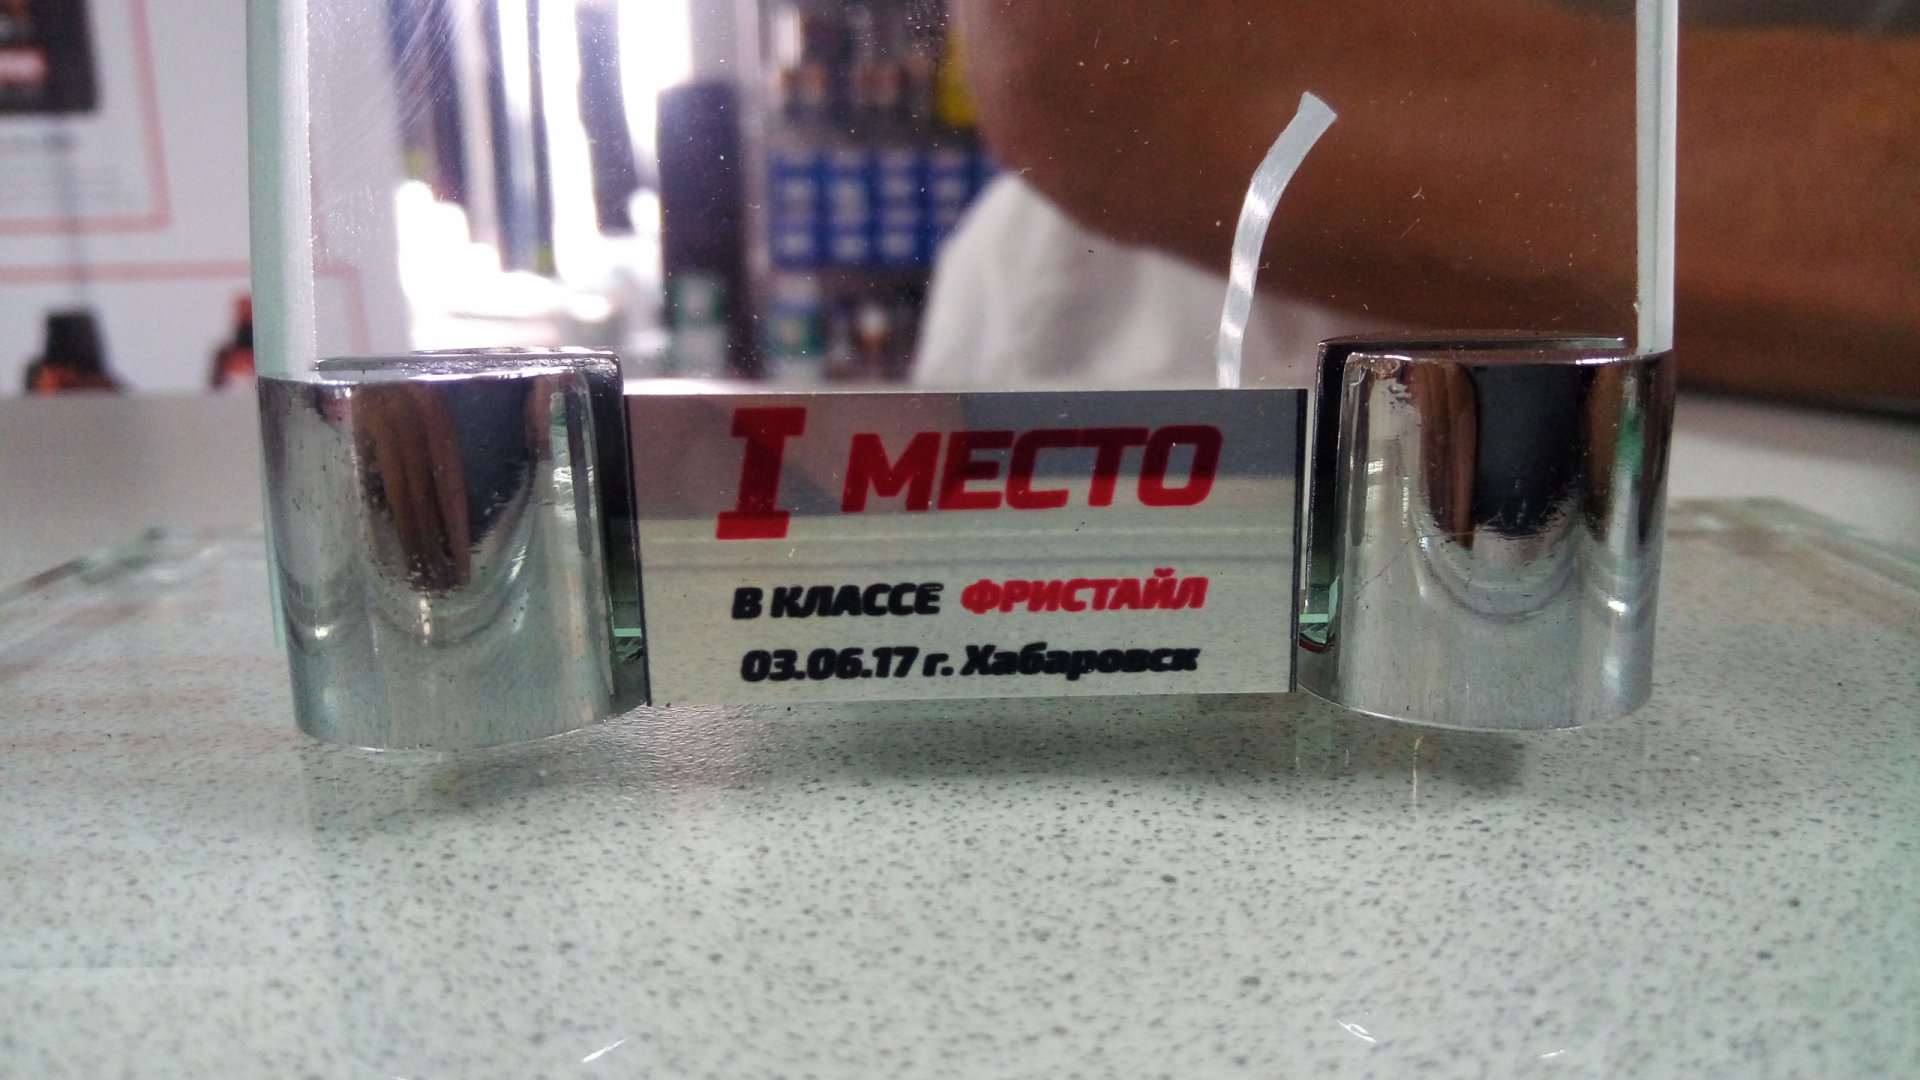 I МЕСТО
В КЛАССЕ ФРИСТАЙЛ
03.06.17 г. Хабаровск